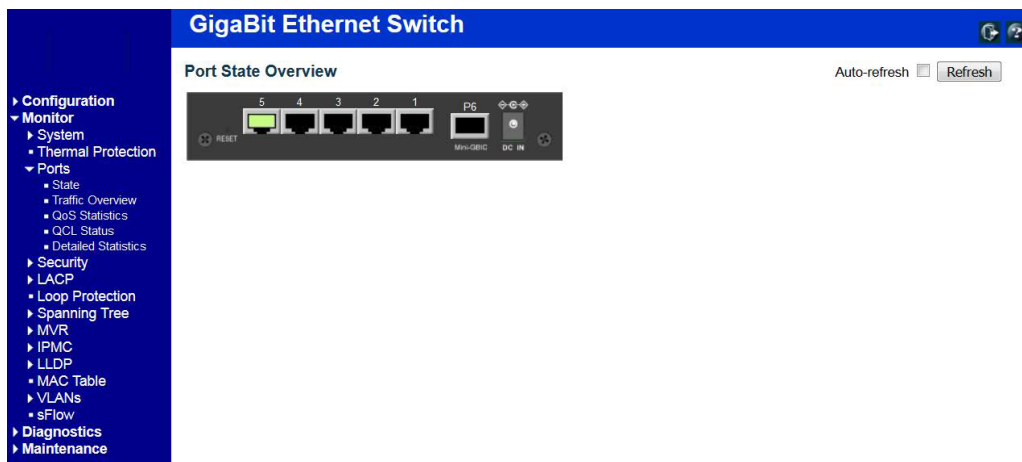 GigaBit Ethernet Switch
Port State Overview
Auto-refresh Refresh
Configuration
Monitor
System
Thermal Protection
Ports
State
Traffic Overview
QoS Statistics
QCL Status
Detailed Statistics
Security
LACP
Loop Protection
Spanning Tree
MVR
IPMC
LLDP
MAC Table
VLANs
sFlow
Diagnostics
Maintenance
5 4 3 2 1 P6
RESET
Mini-GBIC DC IN